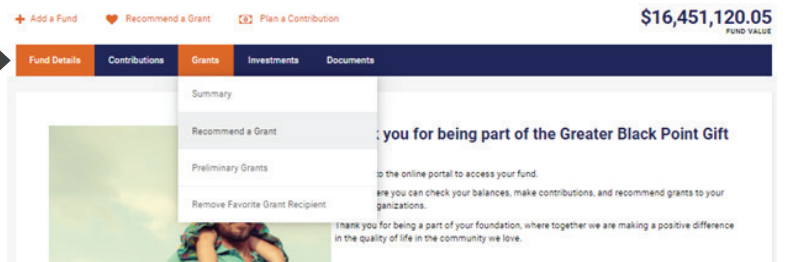 Add a Fund
Recommend a Grant
Plan a Contribution
$16,451,120.05
FUND VALUE
Fund Details
Contributions
Grants
Investments
Documents
Summary
Recommend a Grant
Preliminary Grants
Remove Favorite Grant Recipient
you for being part of the Greater Black Point Gift
to the online portal to access your fund.
ere you can check your balances, make contributions, and recommend grants to your
ganizations.
Thank you for being a part of your foundation, where together we are making a positive difference
in the quality of life in the community we love.